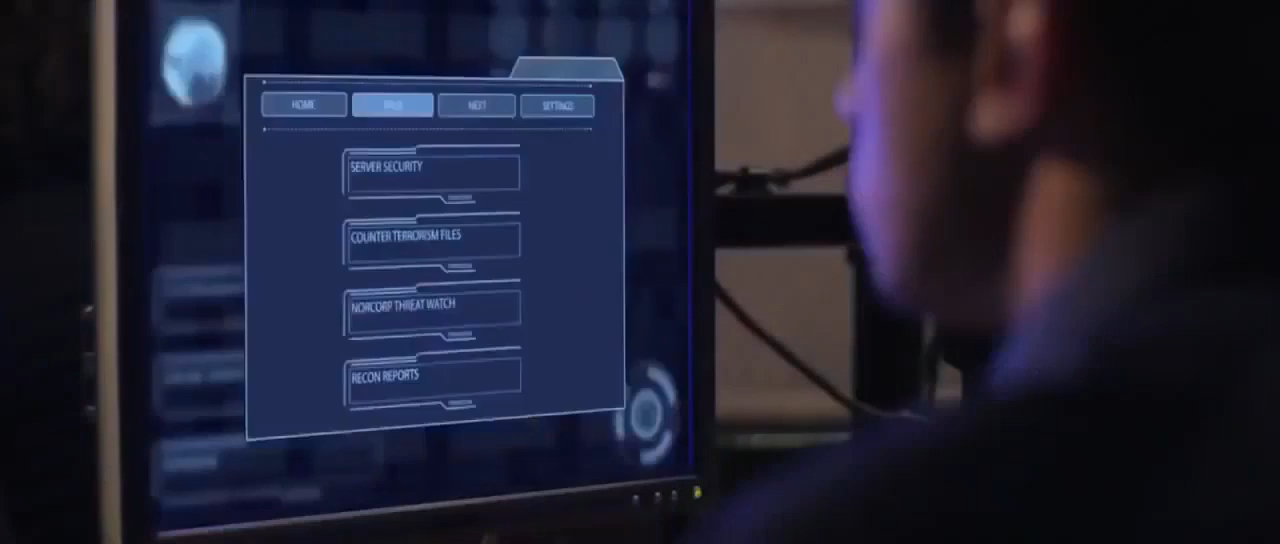 HOME
NEXT
SETTINGS
SERVER SECURITY
COUNTER TERRORISM FILES
NORCORP THREAT WATCH
RECON REPORTS